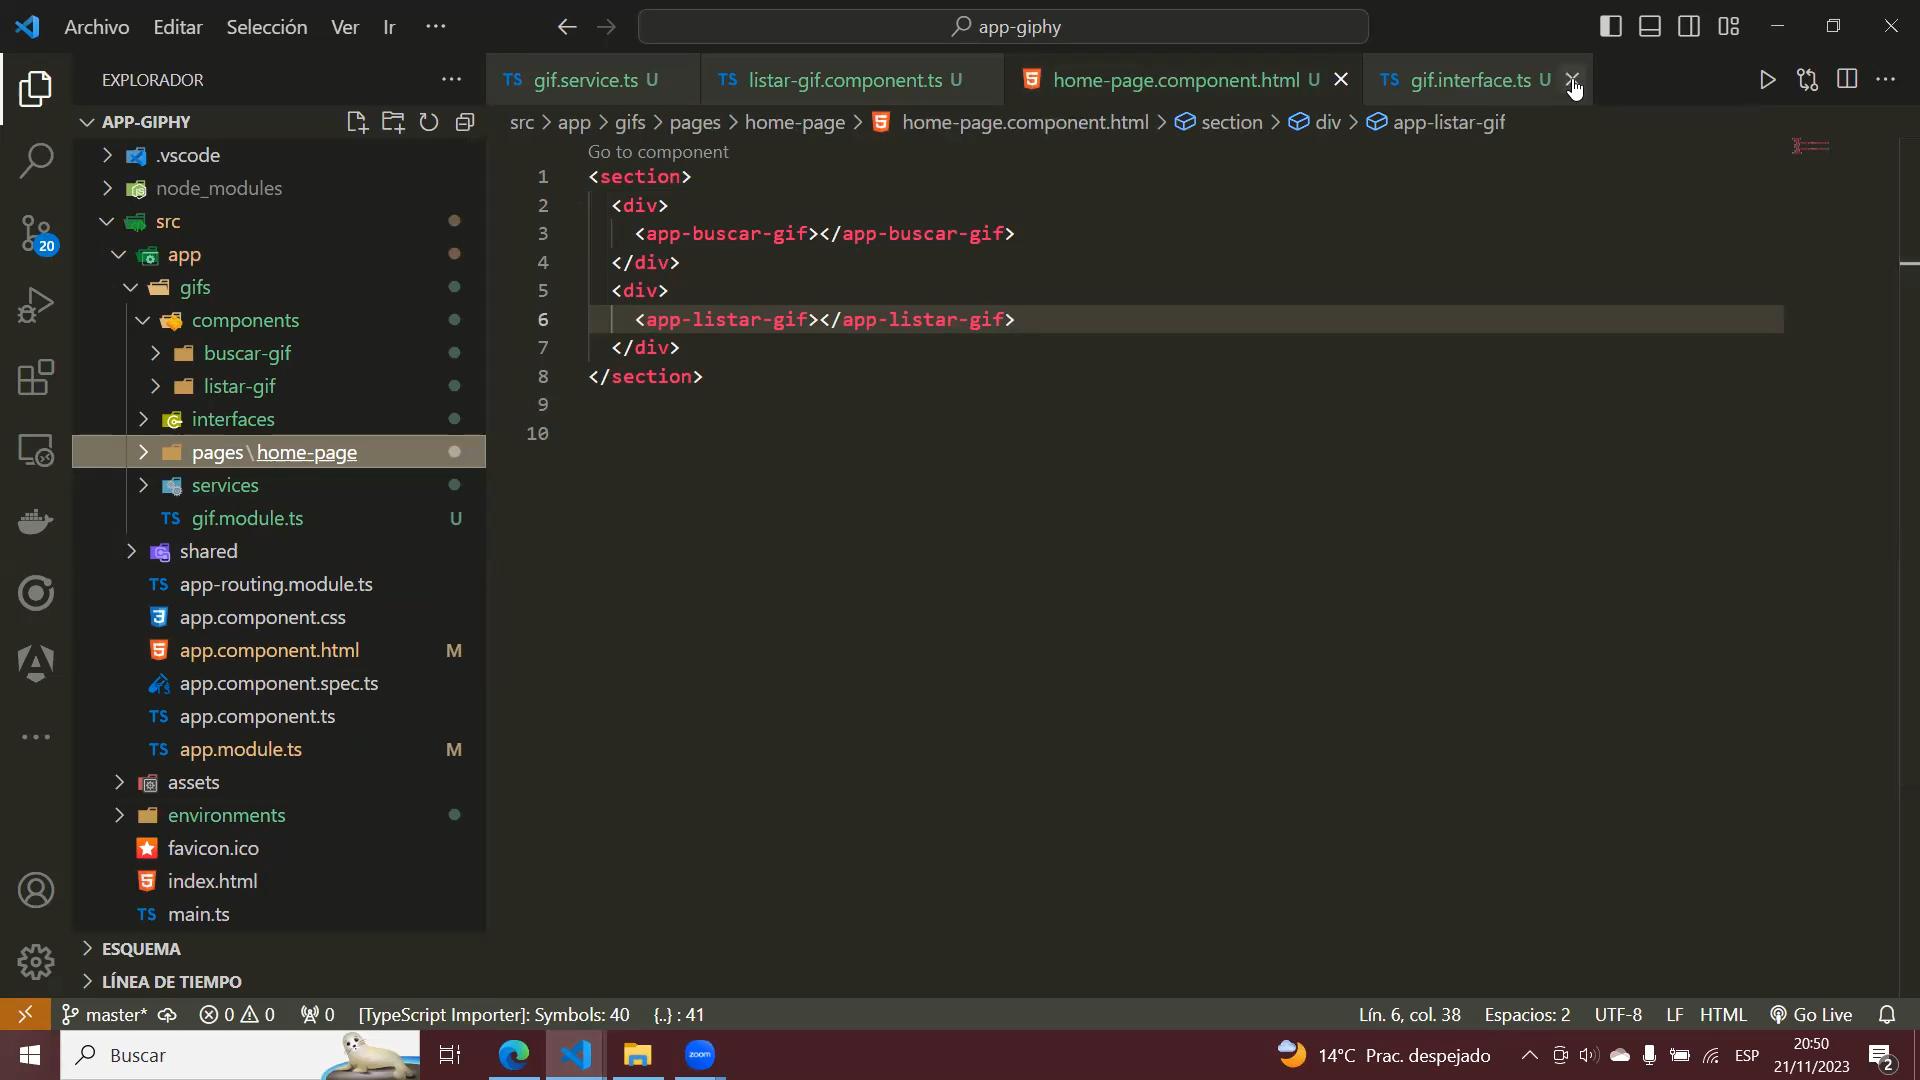 Archivo Editar Selección Ver Ir ··· app-giphy
EXPLORADOR
APP-GIPHY
.vscode
node_modules
src
app
gifs
components
buscar-gif
listar-gif
interfaces
pages\home-page
services
gif.module.ts U
shared
app-routing.module.ts
app.component.css
app.component.html M
app.component.spec.ts
app.component.ts
app.module.ts M
assets
environments
favicon.ico
index.html
main.ts
ESQUEMA
LÍNEA DE TIEMPO
20
TS gif.service.ts U TS listar-gif.component.ts U home-page.component.html U TS gif.interface.ts U
src > app > gifs > pages > home-page > home-page.component.html > section > div > app-listar-gif
Go to component
1 <section>
2 <div>
3 <app-buscar-gif></app-buscar-gif>
4 </div>
5 <div>
6 <app-listar-gif></app-listar-gif>
7 </div>
8 </section>
9
10
master* 0 0 0 [TypeScript Importer]: Symbols: 40 {..} : 41 Lín. 6, col. 38 Espacios: 2 UTF-8 LF HTML Go Live
Buscar zoom 14°C Prac. despejado ESP 20:50
21/11/2023 2